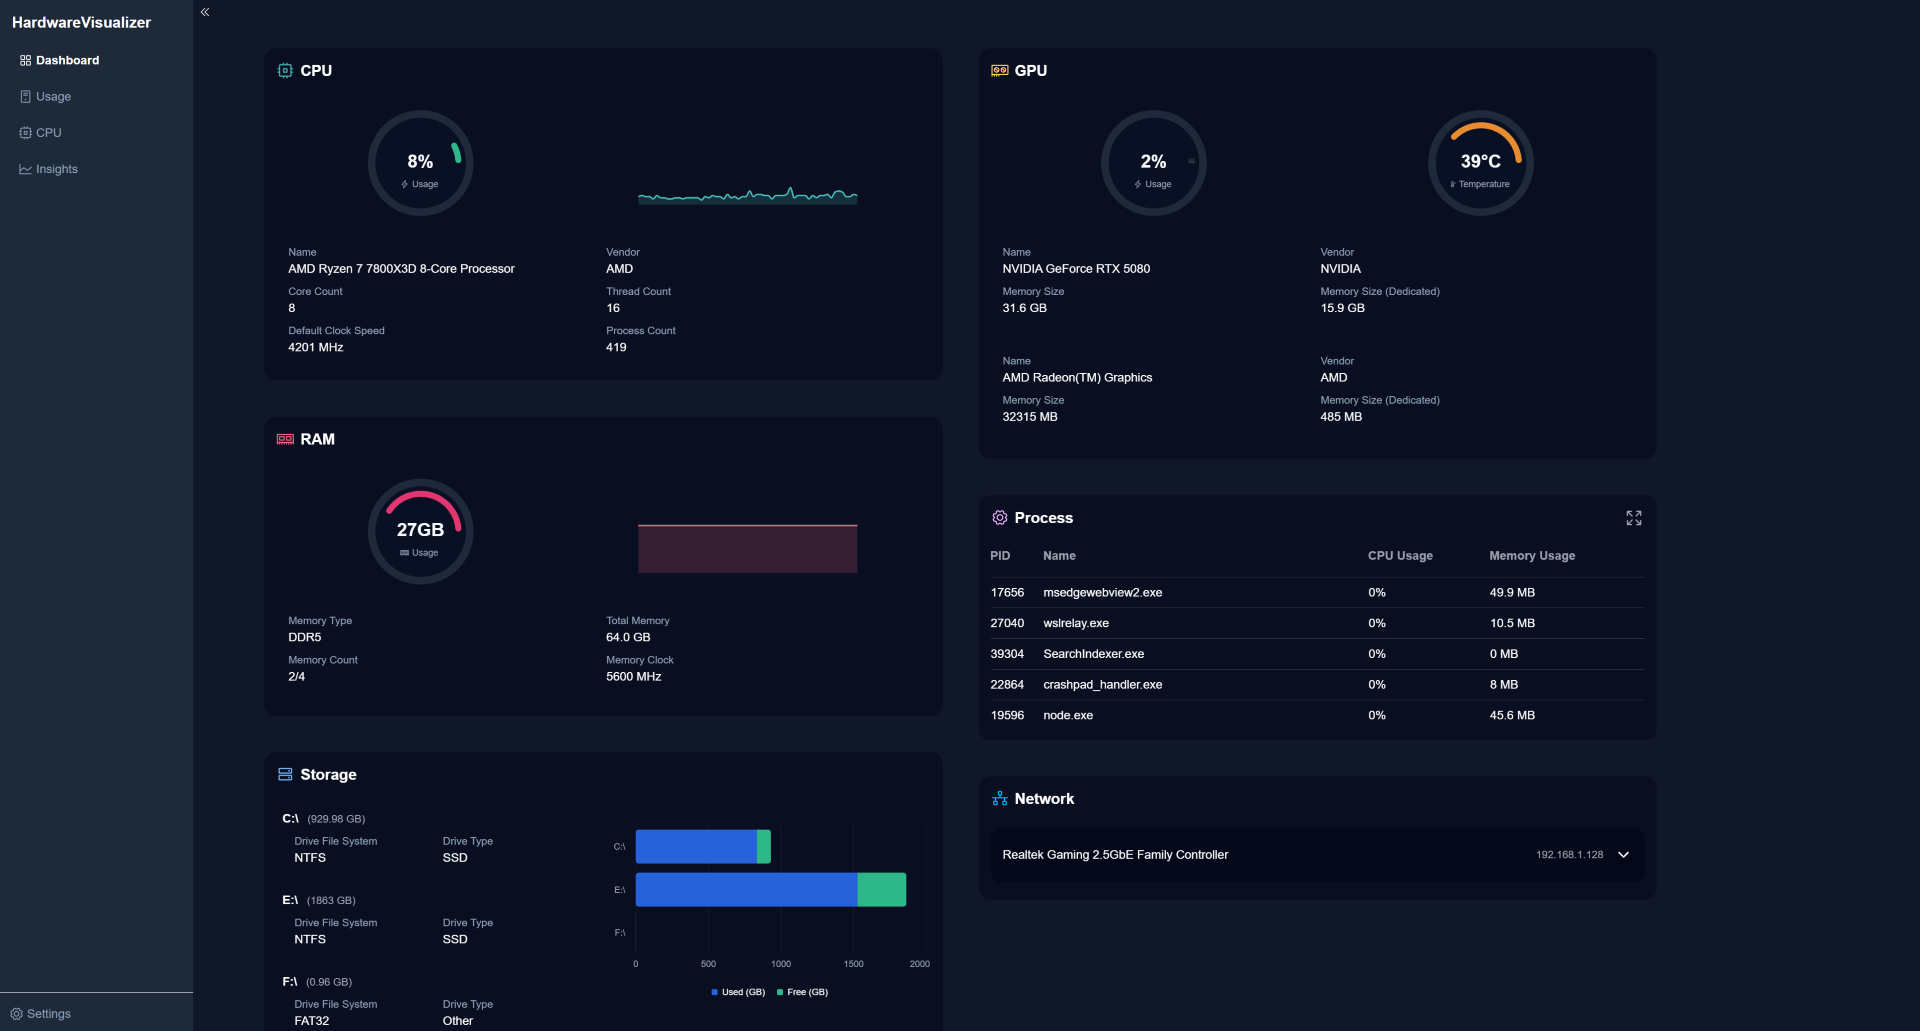 HardwareVisualizer
Dashboard
Usage
CPU
Insights
Settings
CPU
8%
Usage
Name
AMD Ryzen 7 7800X3D 8-Core Processor
Vendor
AMD
Core Count
8
Thread Count
16
Default Clock Speed
4201 MHz
Process Count
419
RAM
27GB
Usage
Memory Type
DDR5
Total Memory
64.0 GB
Memory Count
2/4
Memory Clock
5600 MHz
Storage
C:\ (929.98 GB)
Drive File System
NTFS
Drive Type
SSD
E:\ (1863 GB)
Drive File System
NTFS
Drive Type
SSD
F:\ (0.96 GB)
Drive File System
FAT32
Drive Type
Other
C:\
E:\
F:\
0 500 1000 1500 2000
Used (GB) Free (GB)
GPU
2%
Usage
39°C
Temperature
Name
NVIDIA GeForce RTX 5080
Vendor
NVIDIA
Memory Size
31.6 GB
Memory Size (Dedicated)
15.9 GB
Name
AMD Radeon(TM) Graphics
Vendor
AMD
Memory Size
32315 MB
Memory Size (Dedicated)
485 MB
Process
PID Name CPU Usage Memory Usage
17656 msedgewebview2.exe 0% 49.9 MB
27040 wslrelay.exe 0% 10.5 MB
39304 SearchIndexer.exe 0% 0 MB
22864 crashpad_handler.exe 0% 8 MB
19596 node.exe 0% 45.6 MB
Network
Realtek Gaming 2.5GbE Family Controller 192.168.1.128